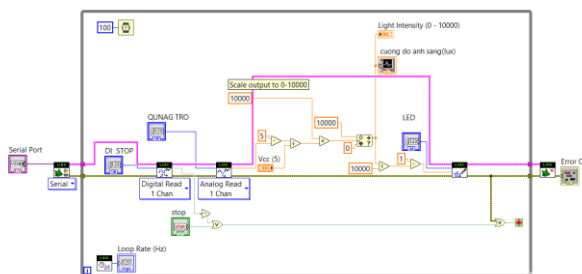 100
Light Intensity (0 - 10000)
cuong do anh sang(lux)
Scale output to 0-10000
10000
QUNAG TRO
10000
LED
5
0
Serial Port
DI STOP
Vcc (5)
1
10000
Error O
Serial
Digital Read
1 Chan
Analog Read
1 Chan
stop
Loop Rate (Hz)
i